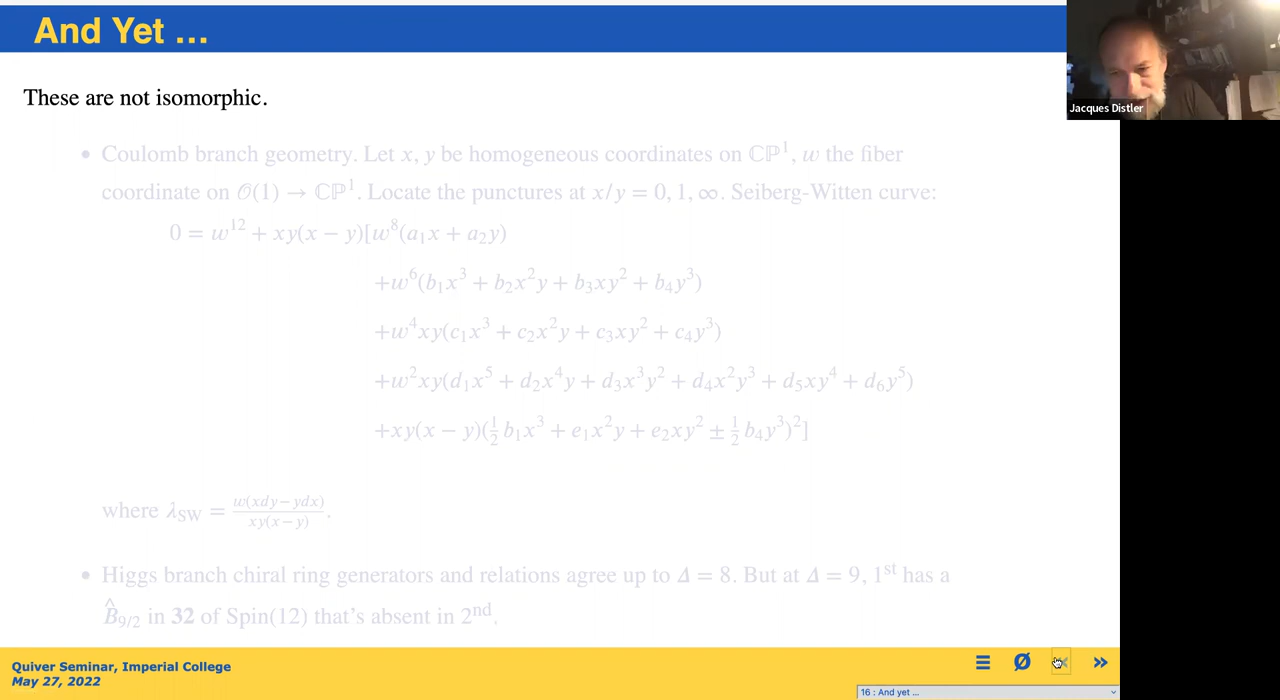 And Yet ...
Jacques Distler
These are not isomorphic.
• Coulomb branch geometry. Let x, y be homogeneous coordinates on ℂℙ¹, w the fiber
coordinate on 𝒪(1) → ℂℙ¹. Locate the punctures at x/y = 0, 1, ∞. Seiberg-Witten curve:
0 = w¹² + xy(x − y)[w⁸(a₁x + a₂y)
+w⁶(b₁x³ + b₂x²y + b₃xy² + b₄y³)
+w⁴xy(c₁x³ + c₂x²y + c₃xy² + c₄y³)
+w²xy(d₁x⁵ + d₂x⁴y + d₃x³y² + d₄x²y³ + d₅xy⁴ + d₆y⁵)
+xy(x − y)(½b₁x³ + e₁x²y + e₂xy² ± ½b₄y³)²]
where λ_SW = w(xdy−ydx)/xy(x−y).
• Higgs branch chiral ring generators and relations agree up to Δ = 8. But at Δ = 9, 1ˢᵗ has a
B̂₉/₂ in 32 of Spin(12) that's absent in 2ⁿᵈ.
Quiver Seminar, Imperial College
May 27, 2022
16 : And yet ...